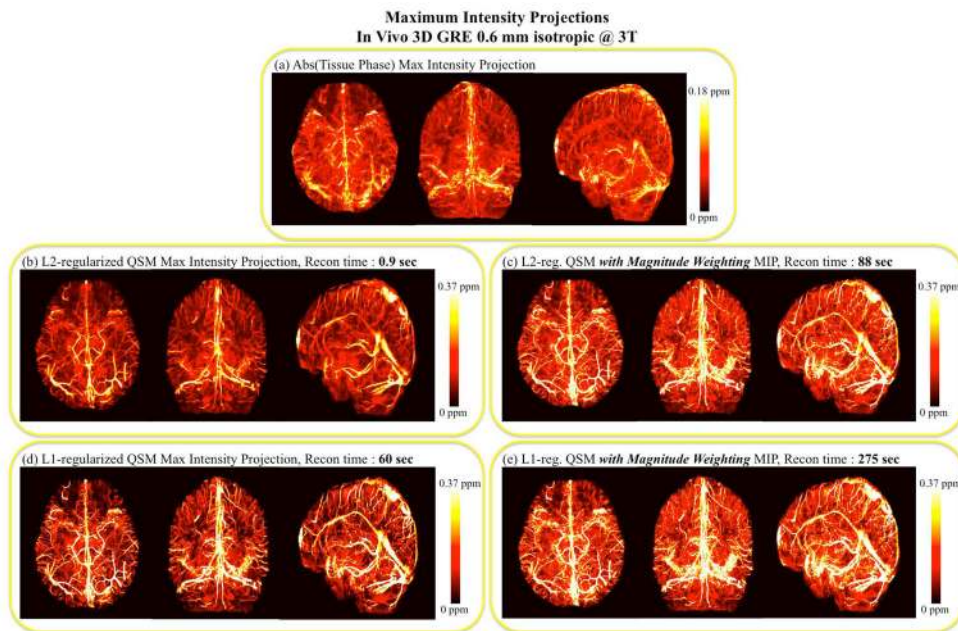 Maximum Intensity Projections
In Vivo 3D GRE 0.6 mm isotropic @ 3T
(a) Abs(Tissue Phase) Max Intensity Projection
0.18 ppm
0 ppm
(b) L2-regularized QSM Max Intensity Projection, Recon time : 0.9 sec
0.37 ppm
0 ppm
(c) L2-reg. QSM with Magnitude Weighting MIP, Recon time : 88 sec
0.37 ppm
0 ppm
(d) L1-regularized QSM Max Intensity Projection, Recon time : 60 sec
0.37 ppm
0 ppm
(e) L1-reg. QSM with Magnitude Weighting MIP, Recon time : 275 sec
0.37 ppm
0 ppm